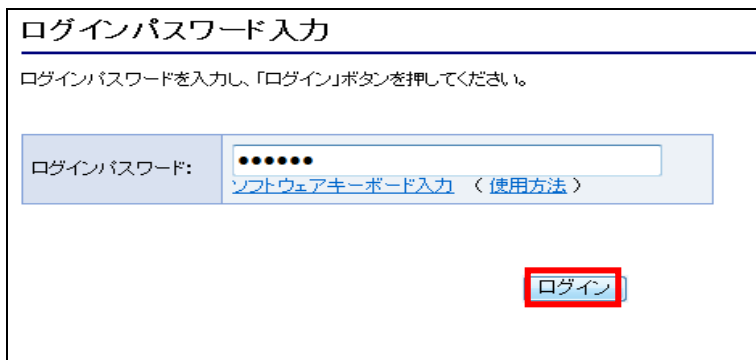 ログインパスワード入力
ログインパスワードを入力し、「ログイン」ボタンを押してください。
ログインパスワード:
●●●●●●
ソフトウェアキーボード入力 （使用方法）
ログイン